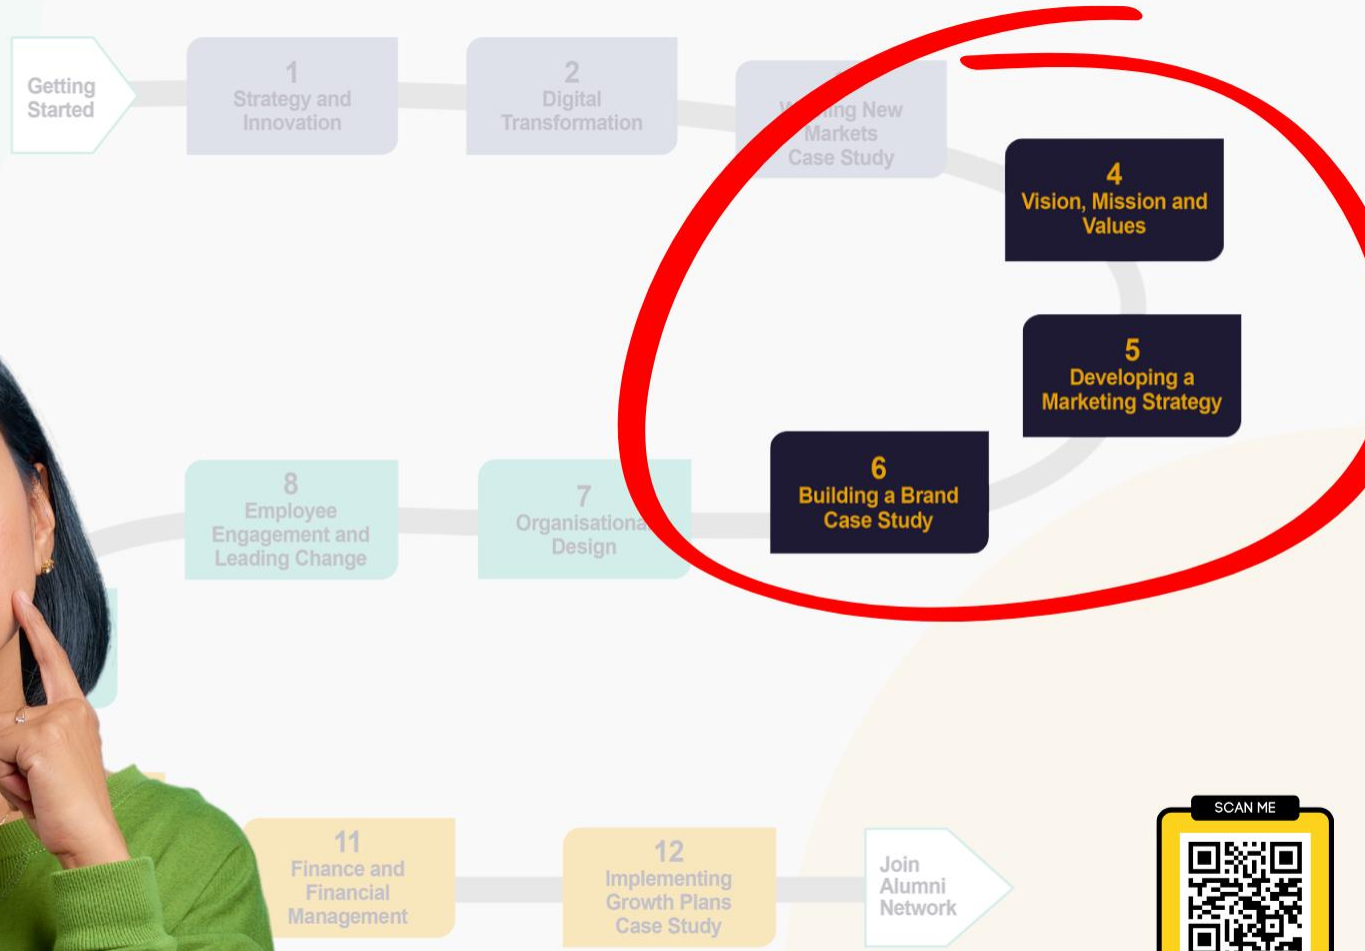 Getting
Started
1
Strategy and
Innovation
2
Digital
Transformation
New
Markets
Case Study
4
Vision, Mission and
Values
5
Developing a
Marketing Strategy
6
Building a Brand
Case Study
7
Organisational
Design
8
Employee
Engagement and
Leading Change
11
Finance and
Financial
Management
12
Implementing
Growth Plans
Case Study
Join
Alumni
Network
SCAN ME